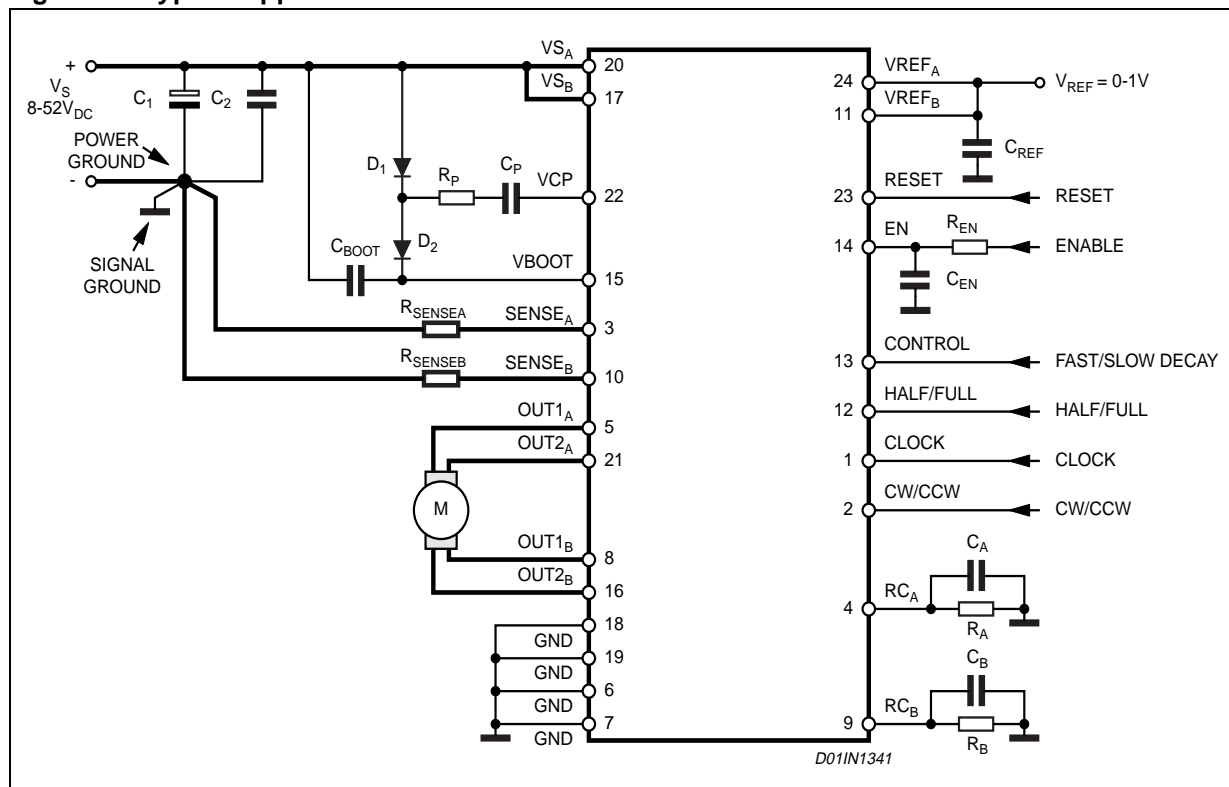 VS_A
20
VS_B
17
+
V_S
8-52V_DC
C_1
C_2
POWER
GROUND
-
SIGNAL
GROUND
D_1
R_P
C_P
VCP
22
D_2
C_BOOT
VBOOT
15
R_SENSEA
SENSE_A
3
R_SENSEB
SENSE_B
10
OUT1_A
5
OUT2_A
21
M
OUT1_B
8
OUT2_B
16
18
GND
19
GND
6
GND
7
GND
VREF_A
24
V_REF = 0-1V
VREF_B
11
C_REF
RESET
23
RESET
EN
14
R_EN
ENABLE
C_EN
CONTROL
13
FAST/SLOW DECAY
HALF/FULL
12
HALF/FULL
CLOCK
1
CLOCK
CW/CCW
2
CW/CCW
C_A
RC_A
4
R_A
C_B
RC_B
9
R_B
D01IN1341